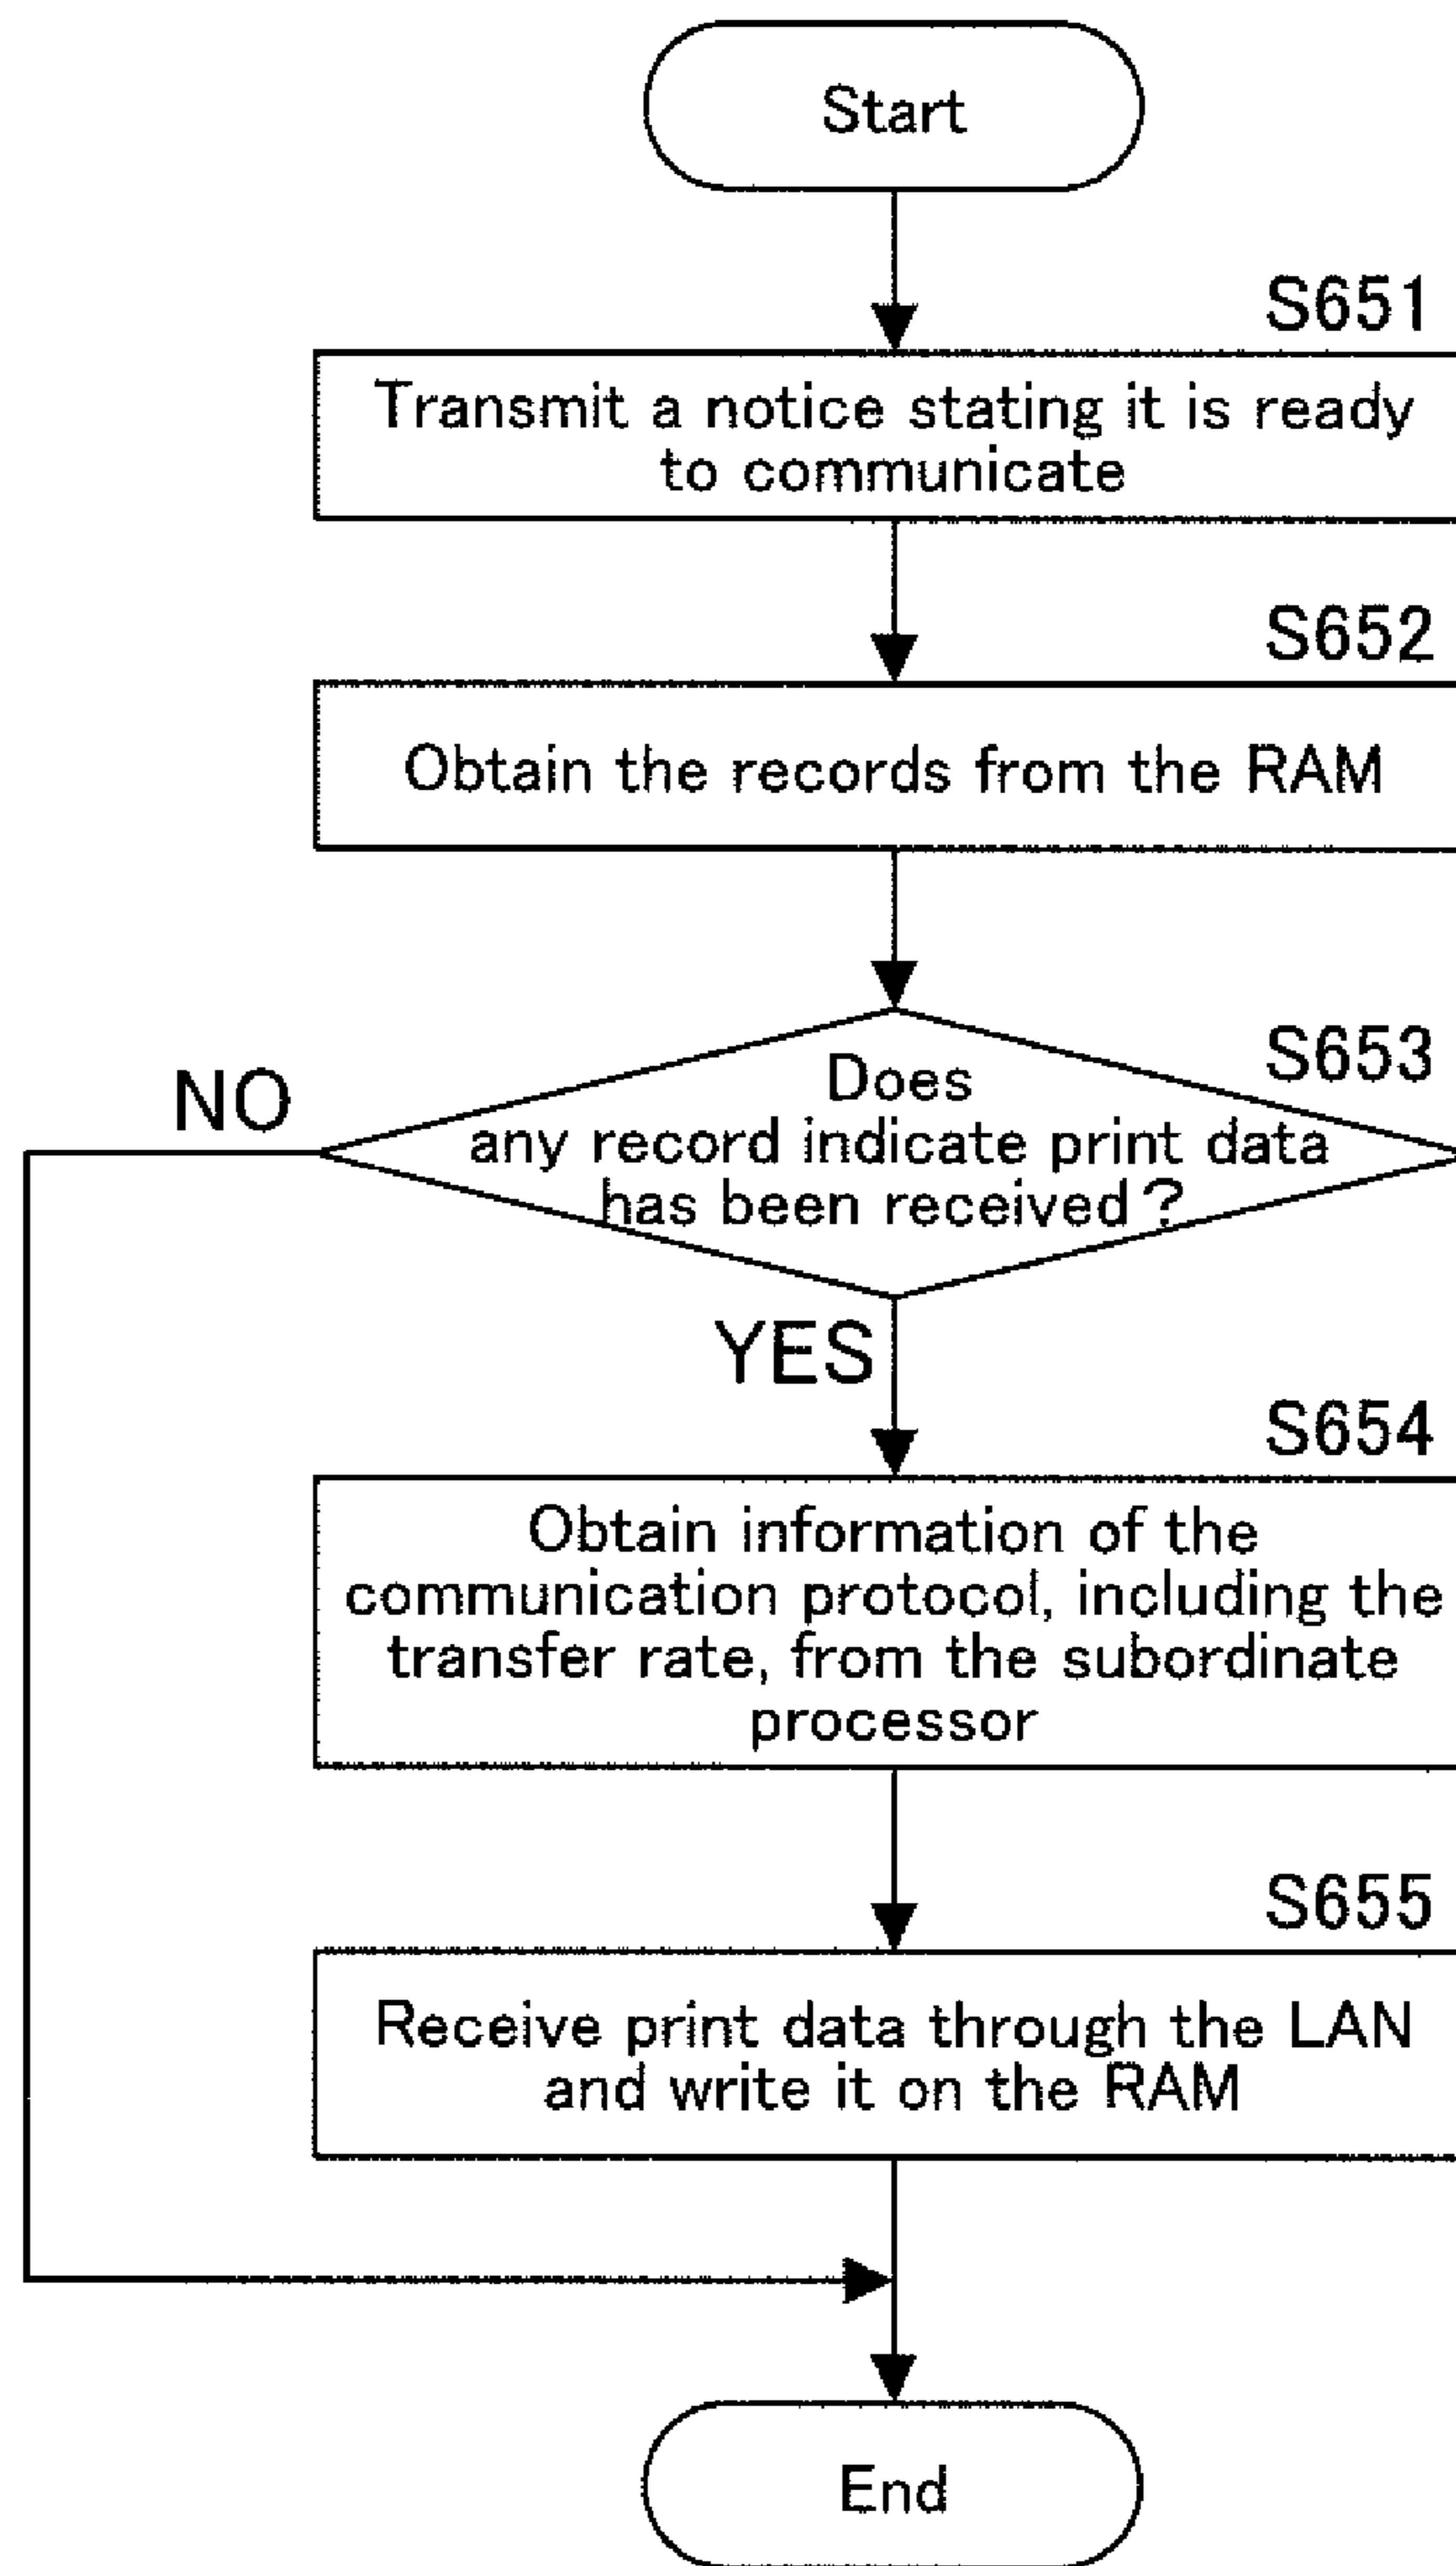 Start
S651
Transmit a notice stating it is ready
to communicate
S652
Obtain the records from the RAM
S653
Does
any record indicate print data
has been received?
NO
YES
S654
Obtain information of the
communication protocol, including the
transfer rate, from the subordinate
processor
S655
Receive print data through the LAN
and write it on the RAM
End